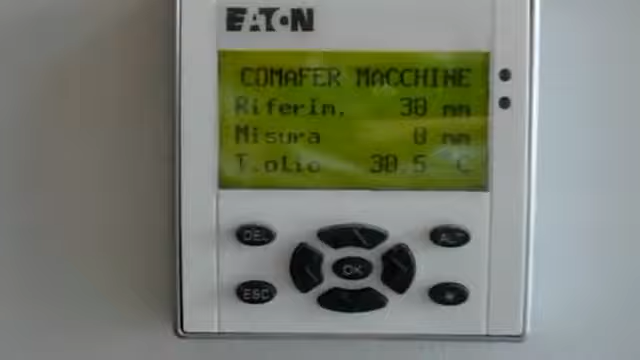 EATON
COMAFER MACCHINE
Riferim. 30 mm
Misura 0 mm
T.olio 30.5 °C
DEL
ALT
OK
ESC